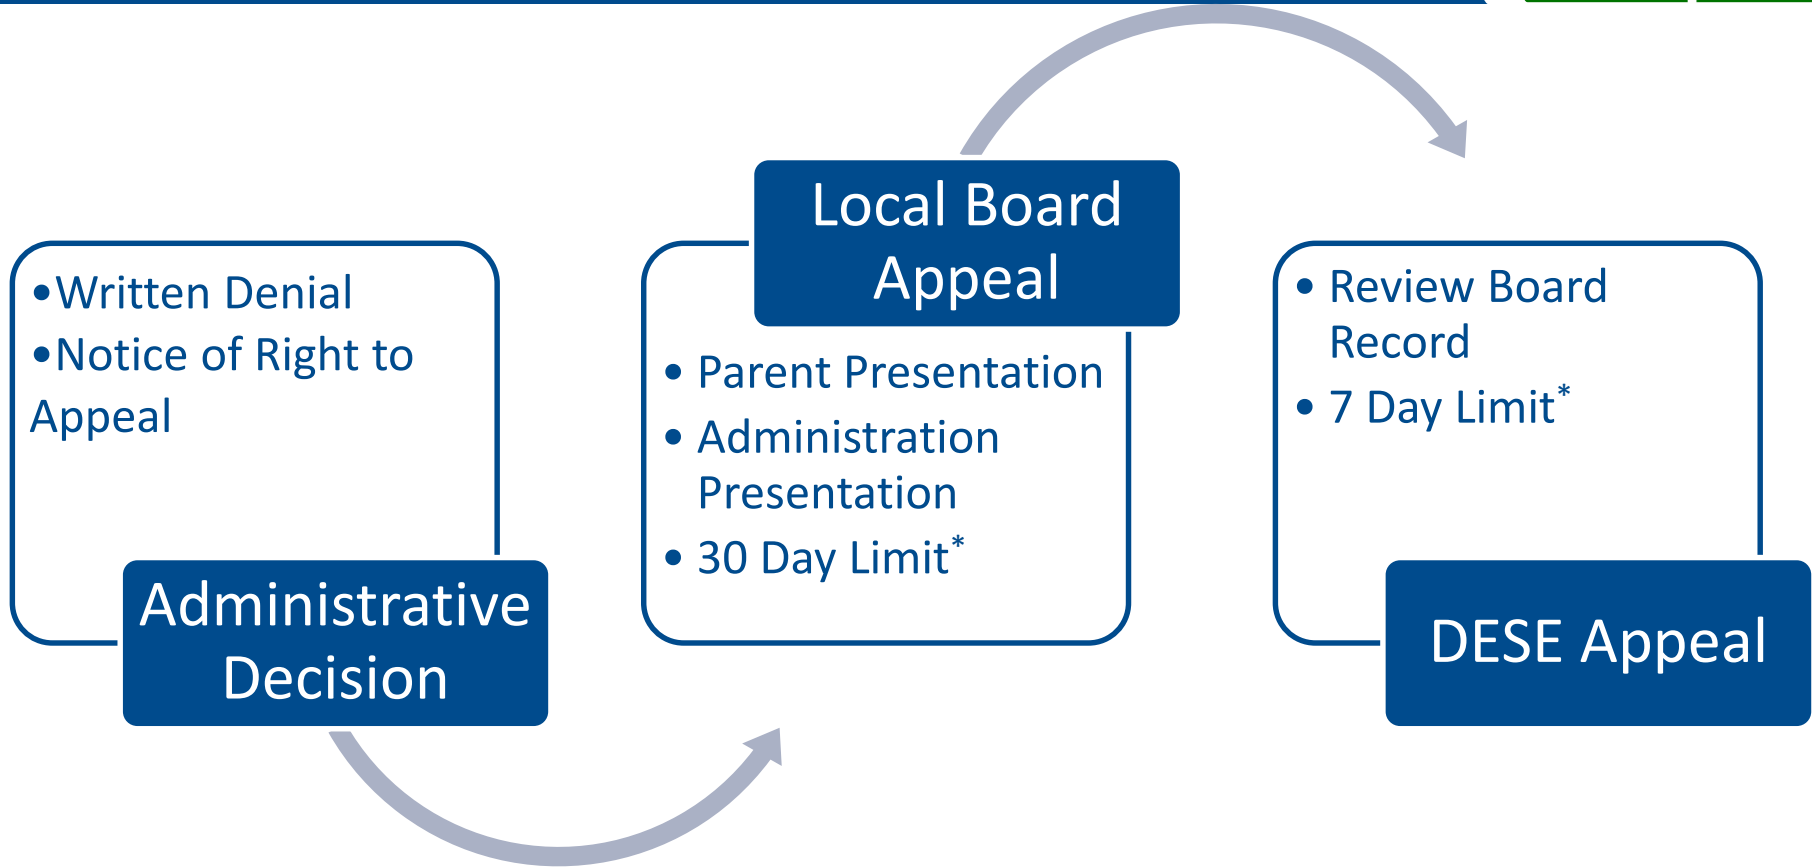 •Written Denial
•Notice of Right to
Appeal
Administrative
Decision
Local Board
Appeal
• Parent Presentation
• Administration
Presentation
• 30 Day Limit*
• Review Board
Record
• 7 Day Limit*
DESE Appeal